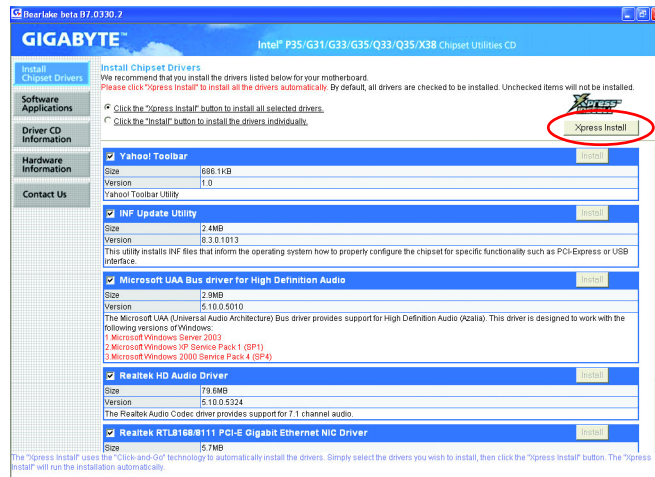 Bearlake beta B7.0330.2
GIGABYTE™
Intel® P35/G31/G33/G35/Q33/Q35/X38 Chipset Utilities CD
Install
Chipset Drivers
Software
Applications
Driver CD
Information
Hardware
Information
Contact Us
Install Chipset Drivers
We recommend that you install the drivers listed below for your motherboard.
Please click "Xpress Install" to install all the drivers automatically. By default, all drivers are checked to be installed. Unchecked items will not be installed.
Click the "Xpress Install" button to install all selected drivers.
Click the "Install" button to install the drivers individually.
Xpress
Xpress Install
Yahoo! Toolbar
Install
Size 686.1KB
Version 1.0
Yahoo! Toolbar Utility
INF Update Utility
Install
Size 2.4MB
Version 8.3.0.1013
This utility installs INF files that inform the operating system how to properly configure the chipset for specific functionality such as PCI-Express or USB
interface.
Microsoft UAA Bus driver for High Definition Audio
Install
Size 2.9MB
Version 5.10.0.5010
The Microsoft UAA (Universal Audio Architecture) Bus driver provides support for High Definition Audio (Azalia). This driver is designed to work with the
following versions of Windows:
1.Microsoft Windows Server 2003
2.Microsoft Windows XP Service Pack 1 (SP1)
3.Microsoft Windows 2000 Service Pack 4 (SP4)
Realtek HD Audio Driver
Install
Size 79.6MB
Version 5.10.0.5324
The Realtek Audio Codec driver provides support for 7.1 channel audio.
Realtek RTL8168/8111 PCI-E Gigabit Ethernet NIC Driver
Install
Size 5.7MB
The "Xpress Install" uses the "Click-and-Go" technology to automatically install the drivers. Simply select the drivers you wish to install, then click the "Xpress Install" button. The "Xpress
Install" will run the installation automatically.